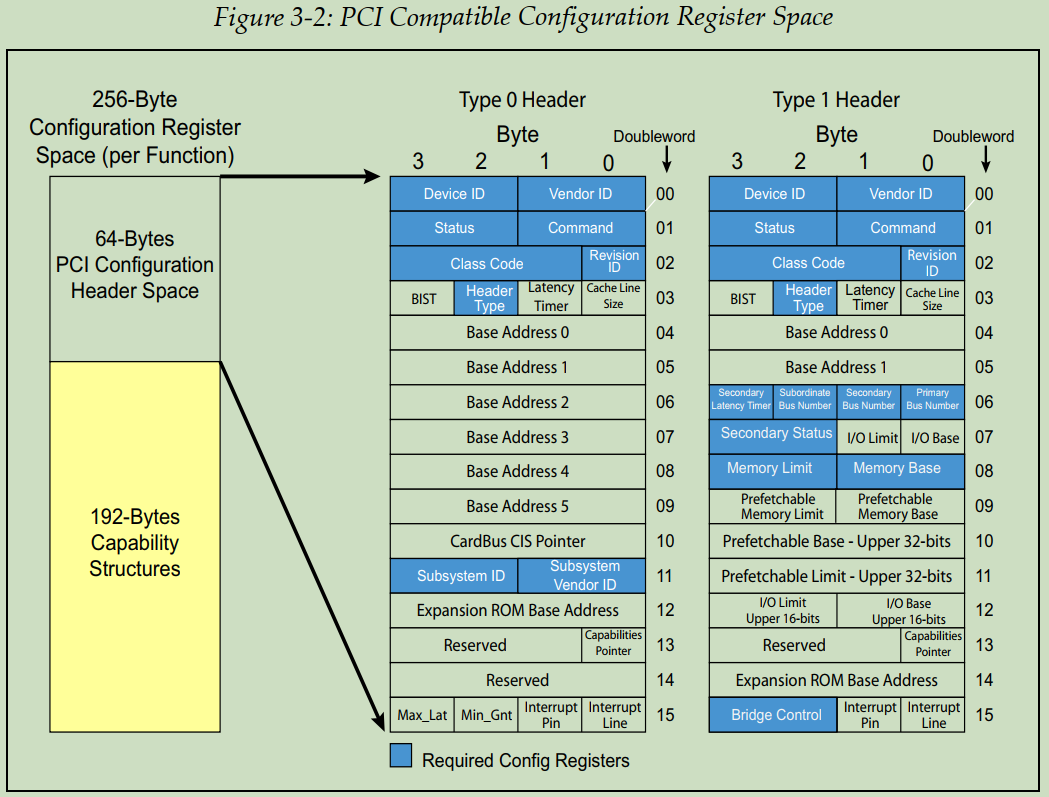 Figure 3-2: PCI Compatible Configuration Register Space
256-Byte
Configuration Register
Space (per Function)
64-Bytes
PCI Configuration
Header Space
192-Bytes
Capability
Structures
Type 0 Header
Byte
Doubleword
3 2 1 0
Device ID Vendor ID 00
Status Command 01
Class Code Revision ID 02
BIST Header Type Latency Timer Cache Line Size 03
Base Address 0 04
Base Address 1 05
Base Address 2 06
Base Address 3 07
Base Address 4 08
Base Address 5 09
CardBus CIS Pointer 10
Subsystem ID Subsystem Vendor ID 11
Expansion ROM Base Address 12
Reserved Capabilities Pointer 13
Reserved 14
Max_Lat Min_Gnt Interrupt Pin Interrupt Line 15
Type 1 Header
Byte
Doubleword
3 2 1 0
Device ID Vendor ID 00
Status Command 01
Class Code Revision ID 02
BIST Header Type Latency Timer Cache Line Size 03
Base Address 0 04
Base Address 1 05
Secondary Latency Timer Subordinate Bus Number Secondary Bus Number Primary Bus Number 06
Secondary Status I/O Limit I/O Base 07
Memory Limit Memory Base 08
Prefetchable Memory Limit Prefetchable Memory Base 09
Prefetchable Base - Upper 32-bits 10
Prefetchable Limit - Upper 32-bits 11
I/O Limit Upper 16-bits I/O Base Upper 16-bits 12
Reserved Capabilities Pointer 13
Expansion ROM Base Address 14
Bridge Control Interrupt Pin Interrupt Line 15
Required Config Registers